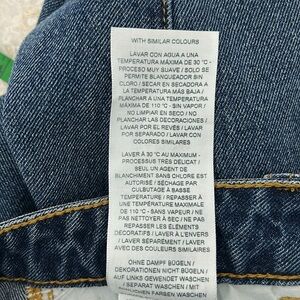 WITH SIMILAR COLOURS
LAVAR CON AGUA A UNA
TEMPERATURA MÁXIMA DE 30 °C -
PROCESO MUY SUAVE / SOLO SE
PERMITE BLANQUEADOR SIN
CLORO / SECAR EN SECADORA A
LA TEMPERATURA MÁS BAJA /
PLANCHAR A UNA TEMPERATURA
MÁXIMA DE 110 °C - SIN VAPOR /
NO LIMPIAR EN SECO / NO
PLANCHAR LAS DECORACIONES /
LAVAR POR EL REVÉS / LAVAR
POR SEPARADO / LAVAR CON
COLORES SIMILARES
LAVER À 30 °C AU MAXIMUM -
PROCESSUS TRÈS DÉLICAT /
SEUL UN AGENT DE
BLANCHIMENT SANS CHLORE EST
AUTORISÉ / SÉCHAGE PAR
CULBUTAGE À BASSE
TEMPÉRATURE / REPASSER À
UNE TEMPÉRATURE MAXIMALE
DE 110 °C - SANS VAPEUR / NE
PAS NETTOYER À SEC / NE PAS
REPASSER LES ÉLÉMENTS
DÉCORATIFS / LAVER À L'ENVERS
/ LAVER SÉPARÉMENT / LAVER
AVEC DES COULEURS SIMILAIRES
OHNE DAMPF BÜGELN /
DEKORATIONEN NICHT BÜGELN /
AUF LINKS GEWENDET WASCHEN
/ SEPARAT WASCHEN / MIT
FARBEN WASCHEN